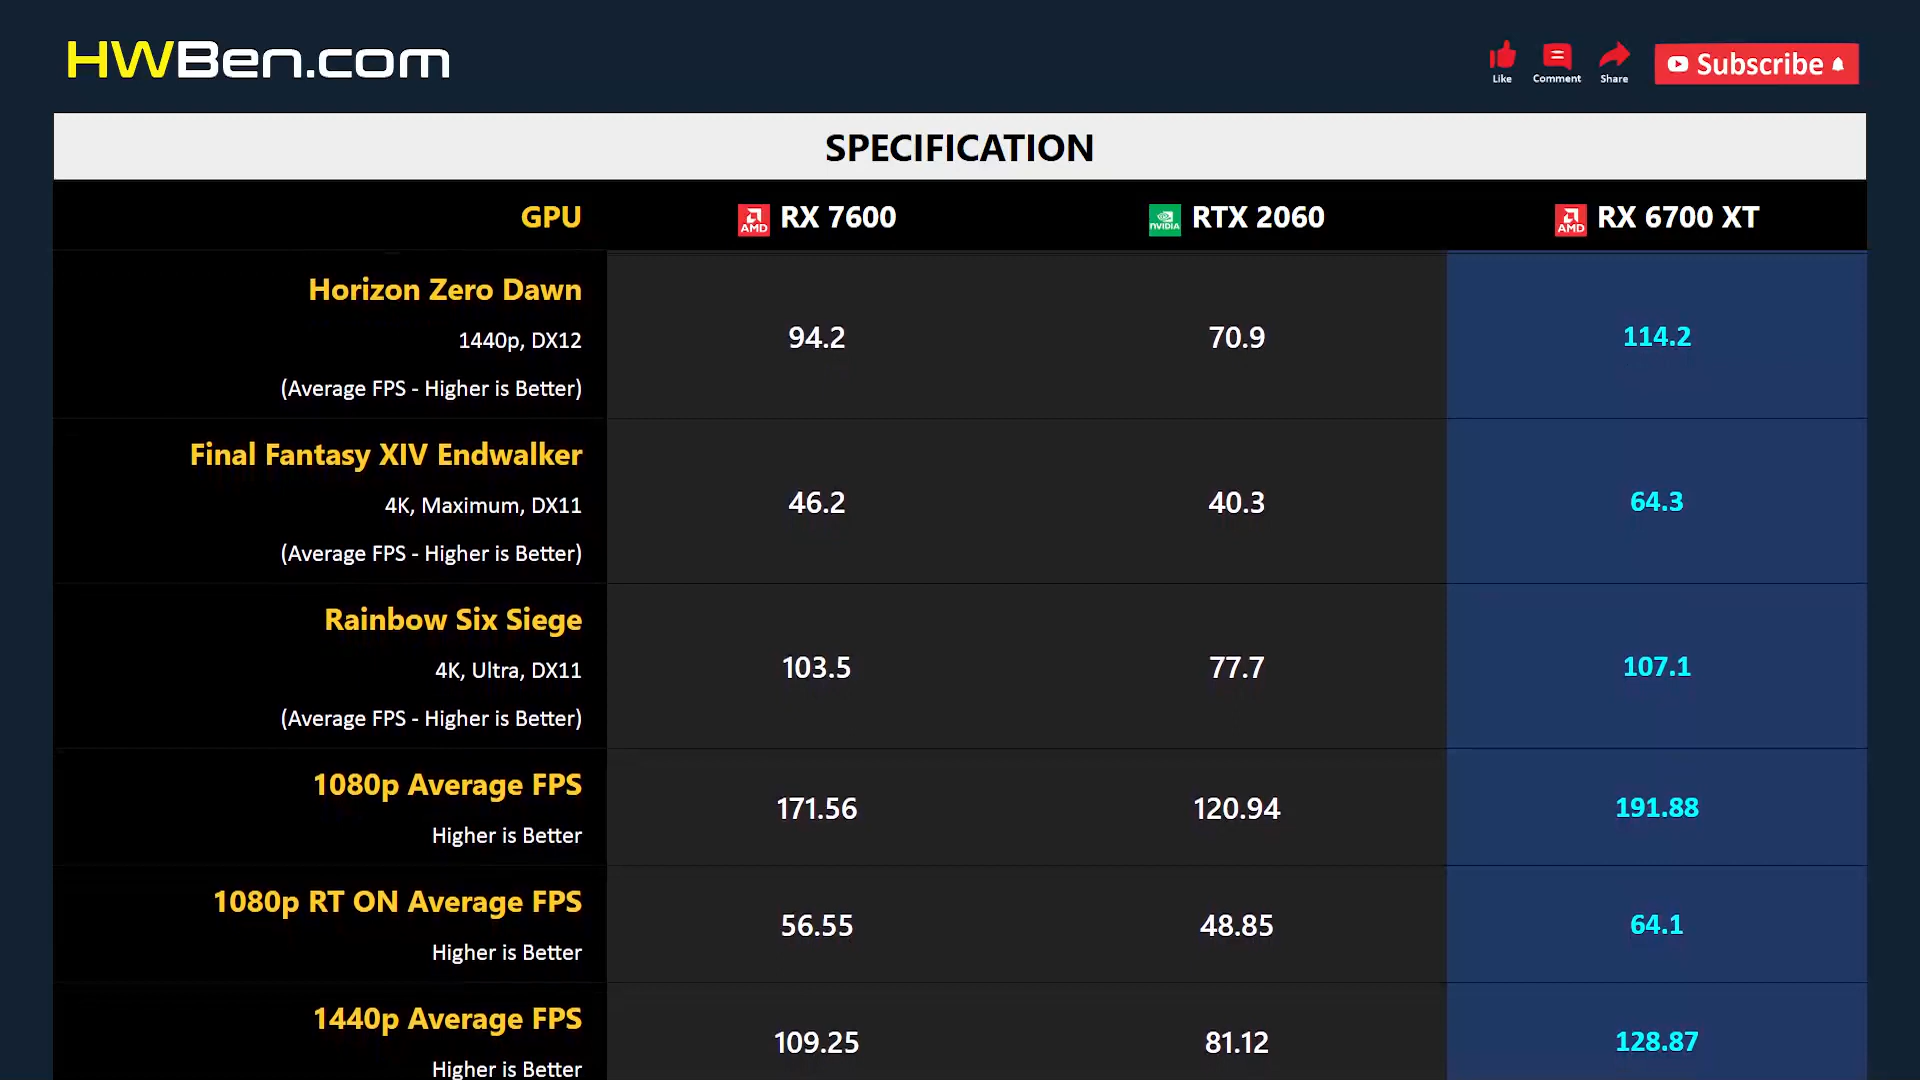 HWBen.com
Like Comment Share Subscribe
SPECIFICATION
GPU AMD RX 7600 NVIDIA RTX 2060 AMD RX 6700 XT
Horizon Zero Dawn
1440p, DX12 94.2 70.9 114.2
(Average FPS - Higher is Better)
Final Fantasy XIV Endwalker
4K, Maximum, DX11 46.2 40.3 64.3
(Average FPS - Higher is Better)
Rainbow Six Siege
4K, Ultra, DX11 103.5 77.7 107.1
(Average FPS - Higher is Better)
1080p Average FPS 171.56 120.94 191.88
Higher is Better
1080p RT ON Average FPS 56.55 48.85 64.1
Higher is Better
1440p Average FPS 109.25 81.12 128.87
Higher is Better